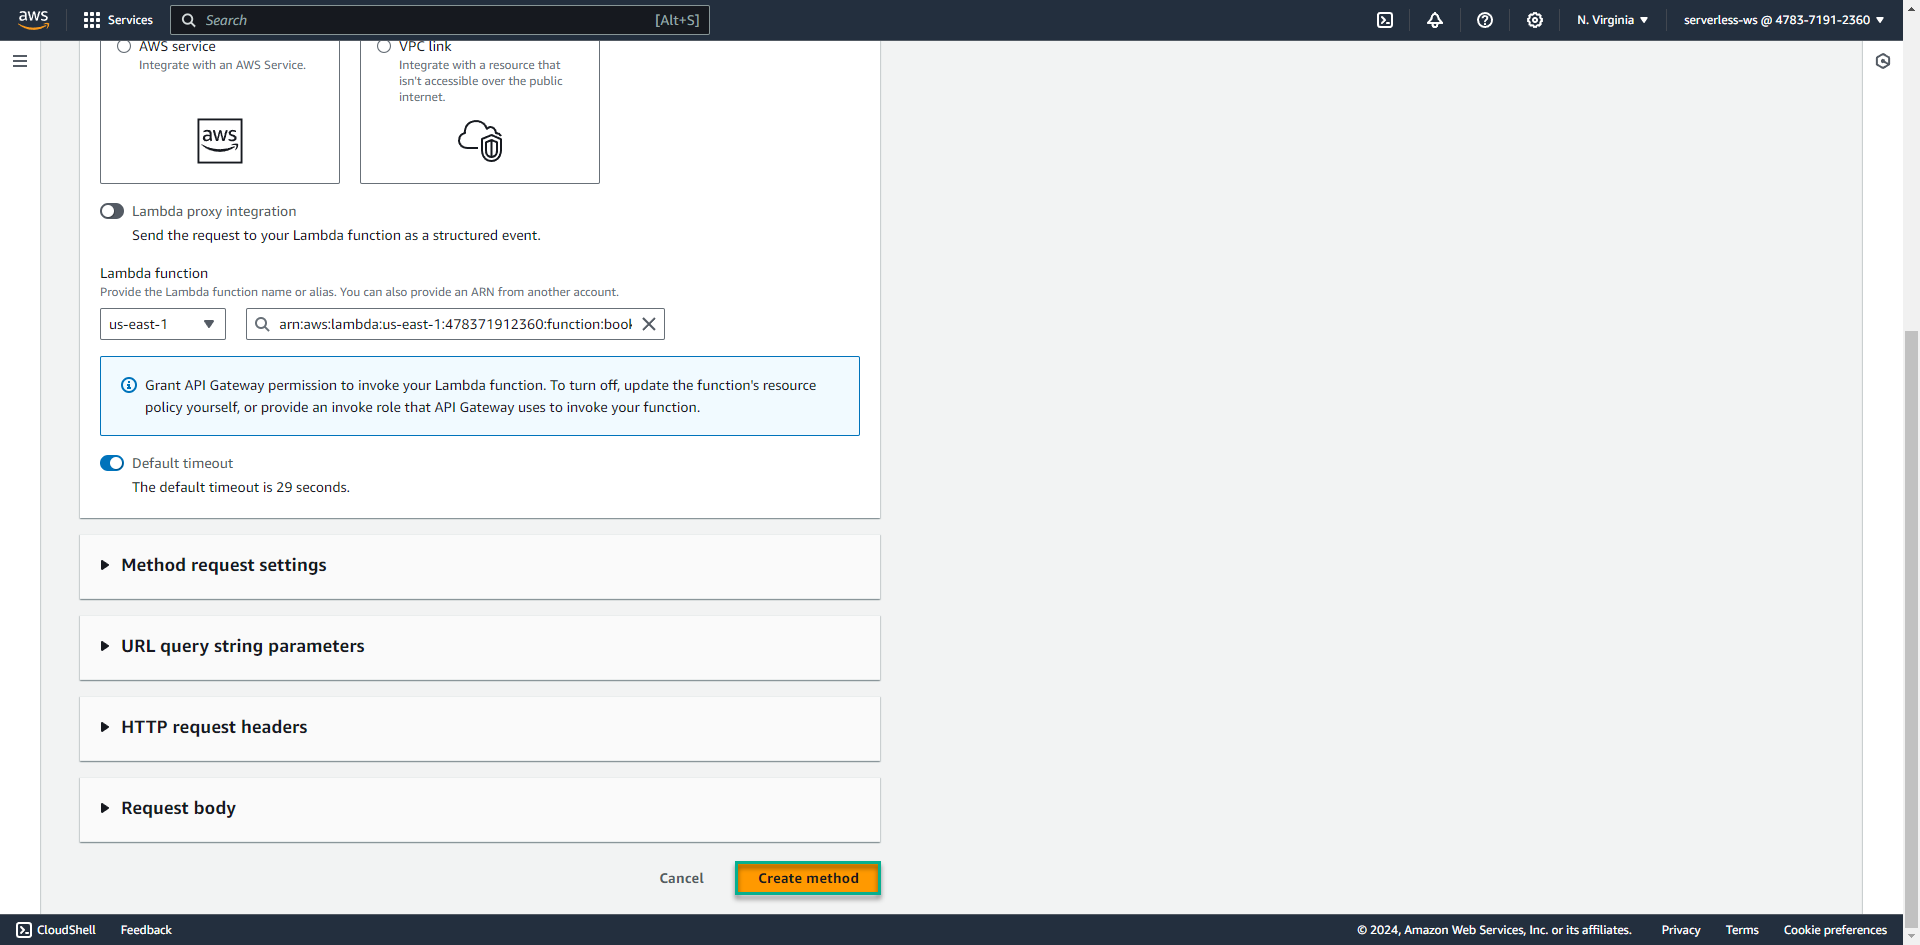 aws
Services
Search
[Alt+S]
N. Virginia
serverless-ws @ 4783-7191-2360
AWS service
Integrate with an AWS Service.
aws
VPC link
Integrate with a resource that
isn't accessible over the public
internet.
Lambda proxy integration
Send the request to your Lambda function as a structured event.
Lambda function
Provide the Lambda function name or alias. You can also provide an ARN from another account.
us-east-1
arn:aws:lambda:us-east-1:478371912360:function:book
Grant API Gateway permission to invoke your Lambda function. To turn off, update the function's resource
policy yourself, or provide an invoke role that API Gateway uses to invoke your function.
Default timeout
The default timeout is 29 seconds.
Method request settings
URL query string parameters
HTTP request headers
Request body
Cancel
Create method
CloudShell
Feedback
© 2024, Amazon Web Services, Inc. or its affiliates.
Privacy
Terms
Cookie preferences